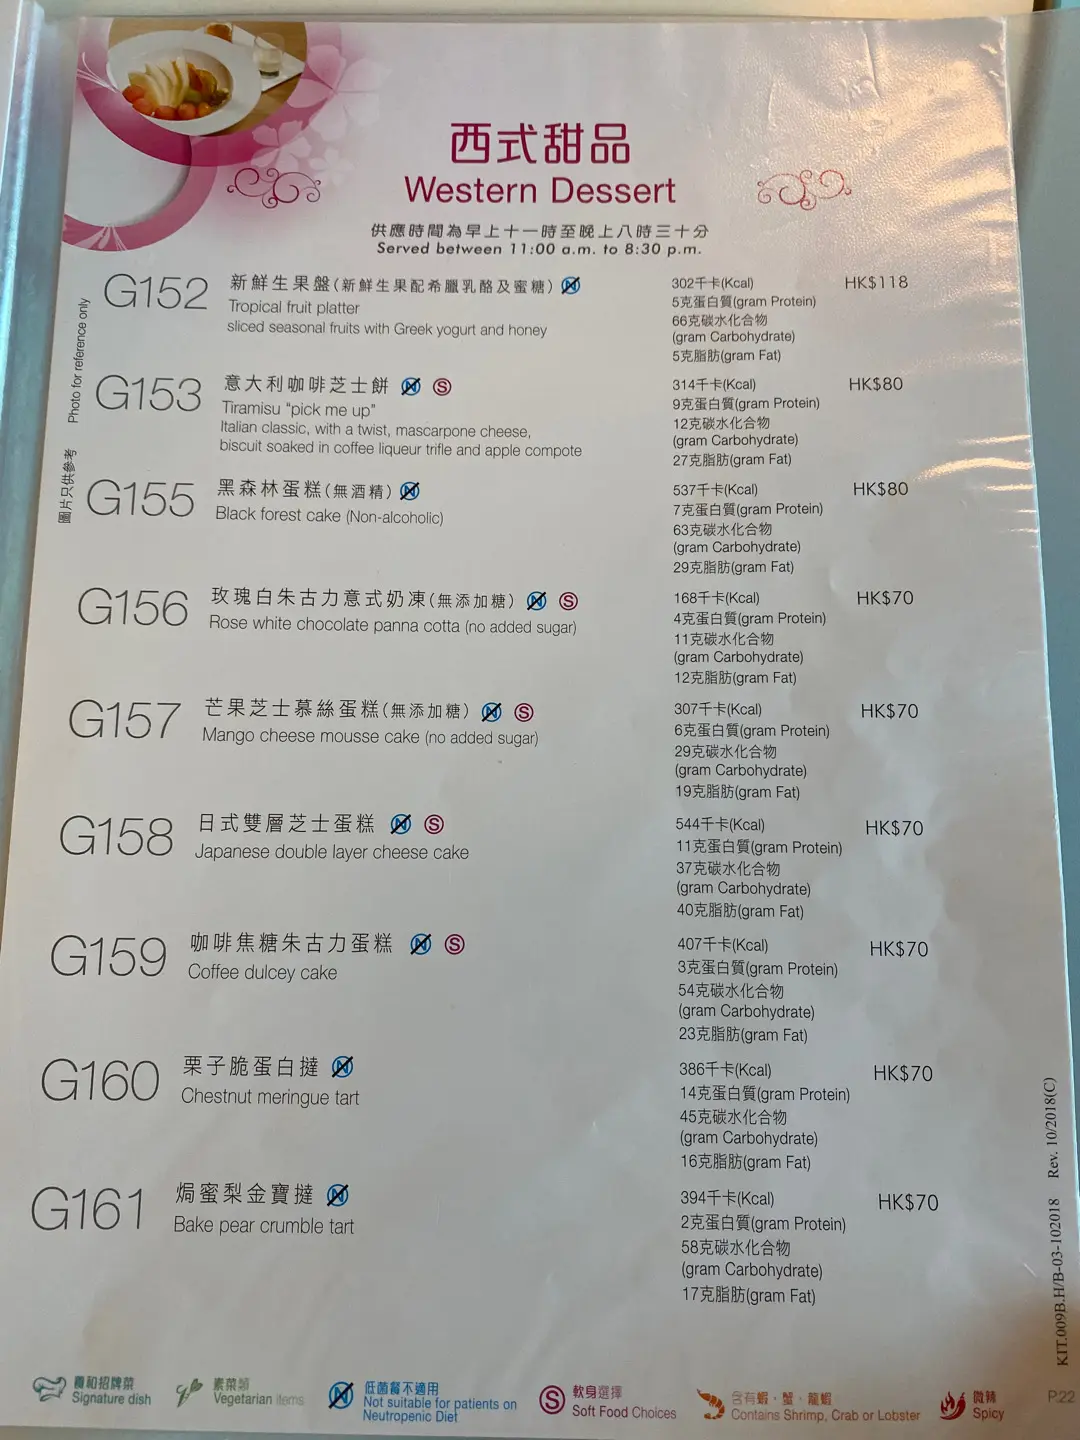 西式甜品
Western Dessert
供應時間為早上十一時至晚上八時三十分
Served between 11:00 a.m. to 8:30 p.m.
G152
新鮮生果盤(新鮮生果配希臘乳酪及蜜糖)
Tropical fruit platter
sliced seasonal fruits with Greek yogurt and honey
302千卡(Kcal)
5克蛋白質(gram Protein)
66克碳水化合物
(gram Carbohydrate)
5克脂肪(gram Fat)
HK$118
G153
意大利咖啡芝士餅
Tiramisu "pick me up"
Italian classic, with a twist, mascarpone cheese,
biscuit soaked in coffee liqueur trifle and apple compote
314千卡(Kcal)
9克蛋白質(gram Protein)
12克碳水化合物
(gram Carbohydrate)
27克脂肪(gram Fat)
HK$80
G155
黑森林蛋糕(無酒精)
Black forest cake (Non-alcoholic)
537千卡(Kcal)
7克蛋白質(gram Protein)
63克碳水化合物
(gram Carbohydrate)
29克脂肪(gram Fat)
HK$80
G156
玫瑰白朱古力意式奶凍(無添加糖)
Rose white chocolate panna cotta (no added sugar)
168千卡(Kcal)
4克蛋白質(gram Protein)
11克碳水化合物
(gram Carbohydrate)
12克脂肪(gram Fat)
HK$70
G157
芒果芝士慕絲蛋糕(無添加糖)
Mango cheese mousse cake (no added sugar)
307千卡(Kcal)
6克蛋白質(gram Protein)
29克碳水化合物
(gram Carbohydrate)
19克脂肪(gram Fat)
HK$70
G158
日式雙層芝士蛋糕
Japanese double layer cheese cake
544千卡(Kcal)
11克蛋白質(gram Protein)
37克碳水化合物
(gram Carbohydrate)
40克脂肪(gram Fat)
HK$70
G159
咖啡焦糖朱古力蛋糕
Coffee dulcey cake
407千卡(Kcal)
3克蛋白質(gram Protein)
54克碳水化合物
(gram Carbohydrate)
23克脂肪(gram Fat)
HK$70
G160
栗子脆蛋白撻
Chestnut meringue tart
386千卡(Kcal)
14克蛋白質(gram Protein)
45克碳水化合物
(gram Carbohydrate)
16克脂肪(gram Fat)
HK$70
G161
焗蜜梨金寶撻
Bake pear crumble tart
394千卡(Kcal)
2克蛋白質(gram Protein)
58克碳水化合物
(gram Carbohydrate)
17克脂肪(gram Fat)
HK$70
圖片只供參考 Photo for reference only
KIT.009B.H/B-03-102018 Rev. 10/2018(C)
養和招牌菜
Signature dish
素菜類
Vegetarian items
N
低菌餐不適用
Not suitable for patients on
Neutropenic Diet
S
軟身選擇
Soft Food Choices
含有蝦，蟹，龍蝦
Contains Shrimp, Crab or Lobster
微辣
Spicy
P.22